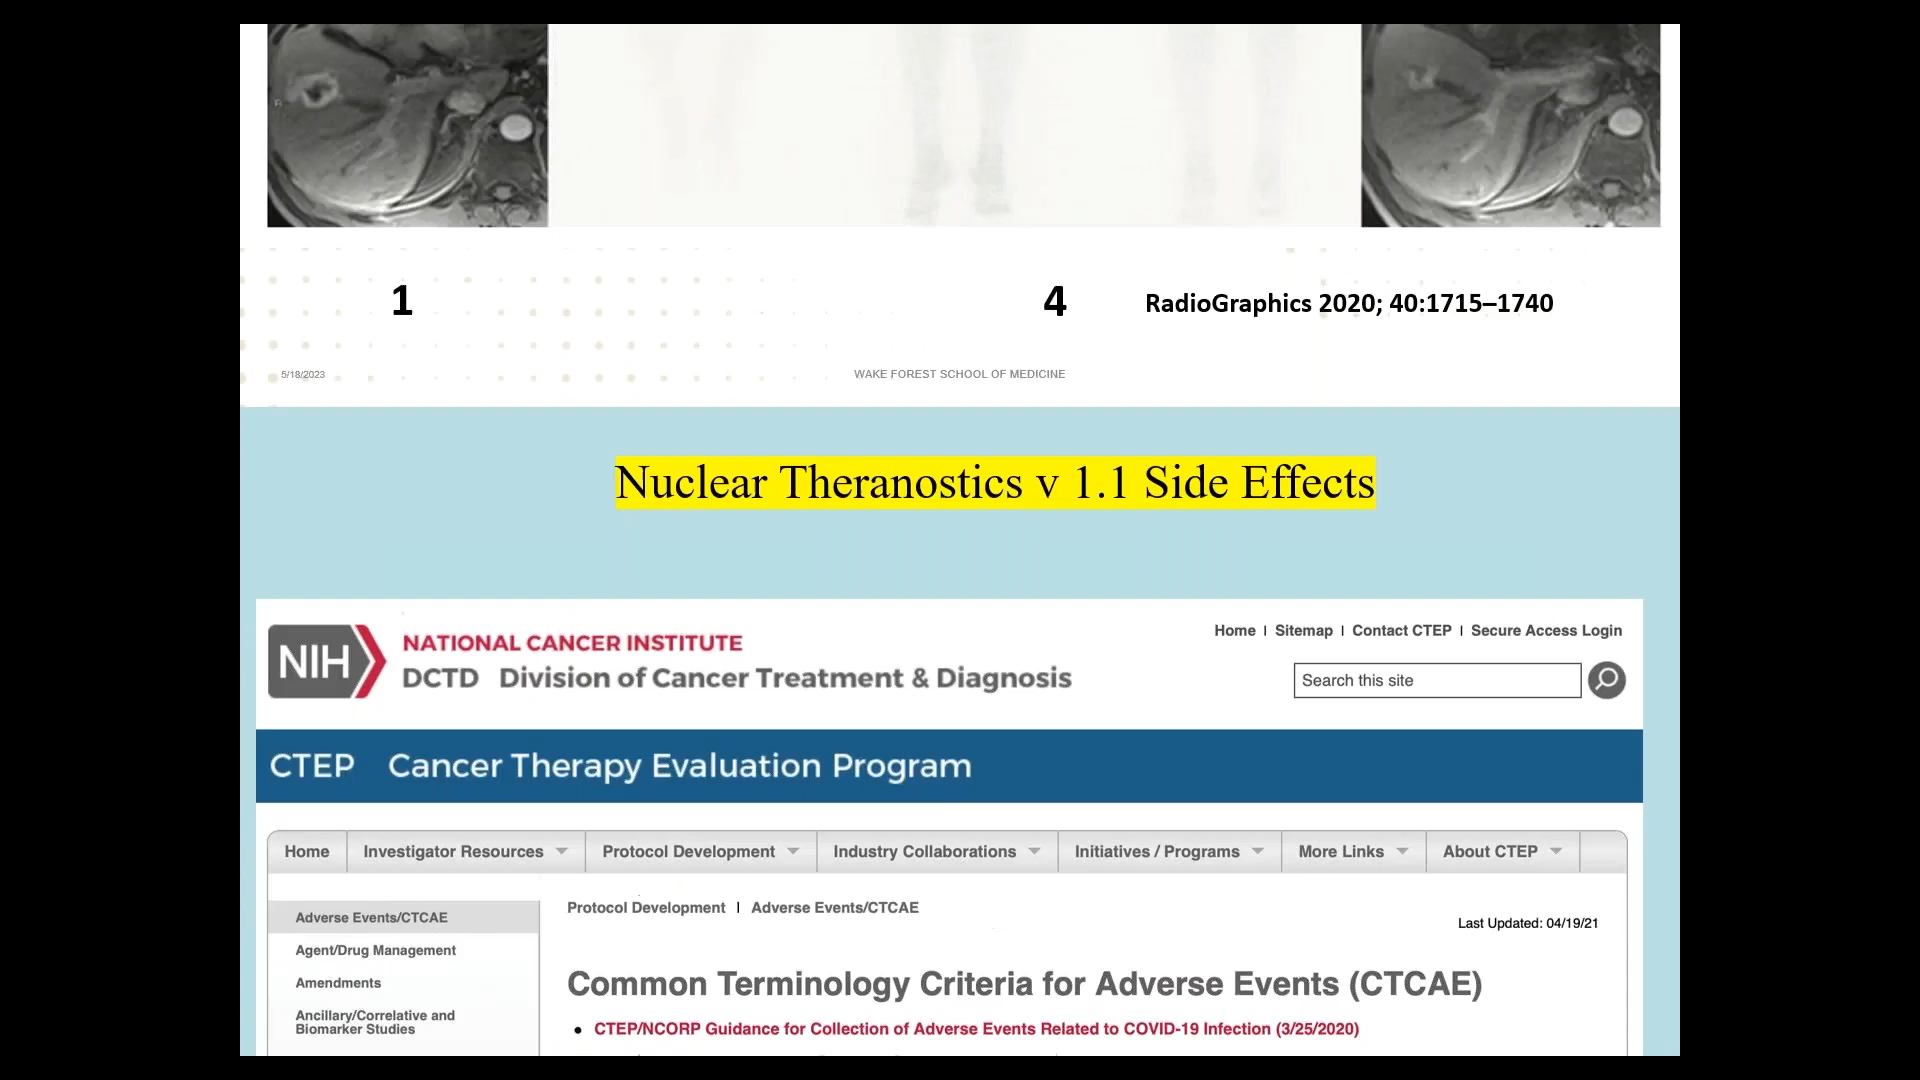 1
4
RadioGraphics 2020; 40:1715–1740
5/18/2023
WAKE FOREST SCHOOL OF MEDICINE
Nuclear Theranostics v 1.1 Side Effects
NIH
NATIONAL CANCER INSTITUTE
DCTD Division of Cancer Treatment & Diagnosis
Home | Sitemap | Contact CTEP | Secure Access Login
Search this site
CTEP Cancer Therapy Evaluation Program
Home Investigator Resources Protocol Development Industry Collaborations Initiatives / Programs More Links About CTEP
Adverse Events/CTCAE
Agent/Drug Management
Amendments
Ancillary/Correlative and
Biomarker Studies
Protocol Development | Adverse Events/CTCAE
Last Updated: 04/19/21
Common Terminology Criteria for Adverse Events (CTCAE)
• CTEP/NCORP Guidance for Collection of Adverse Events Related to COVID-19 Infection (3/25/2020)